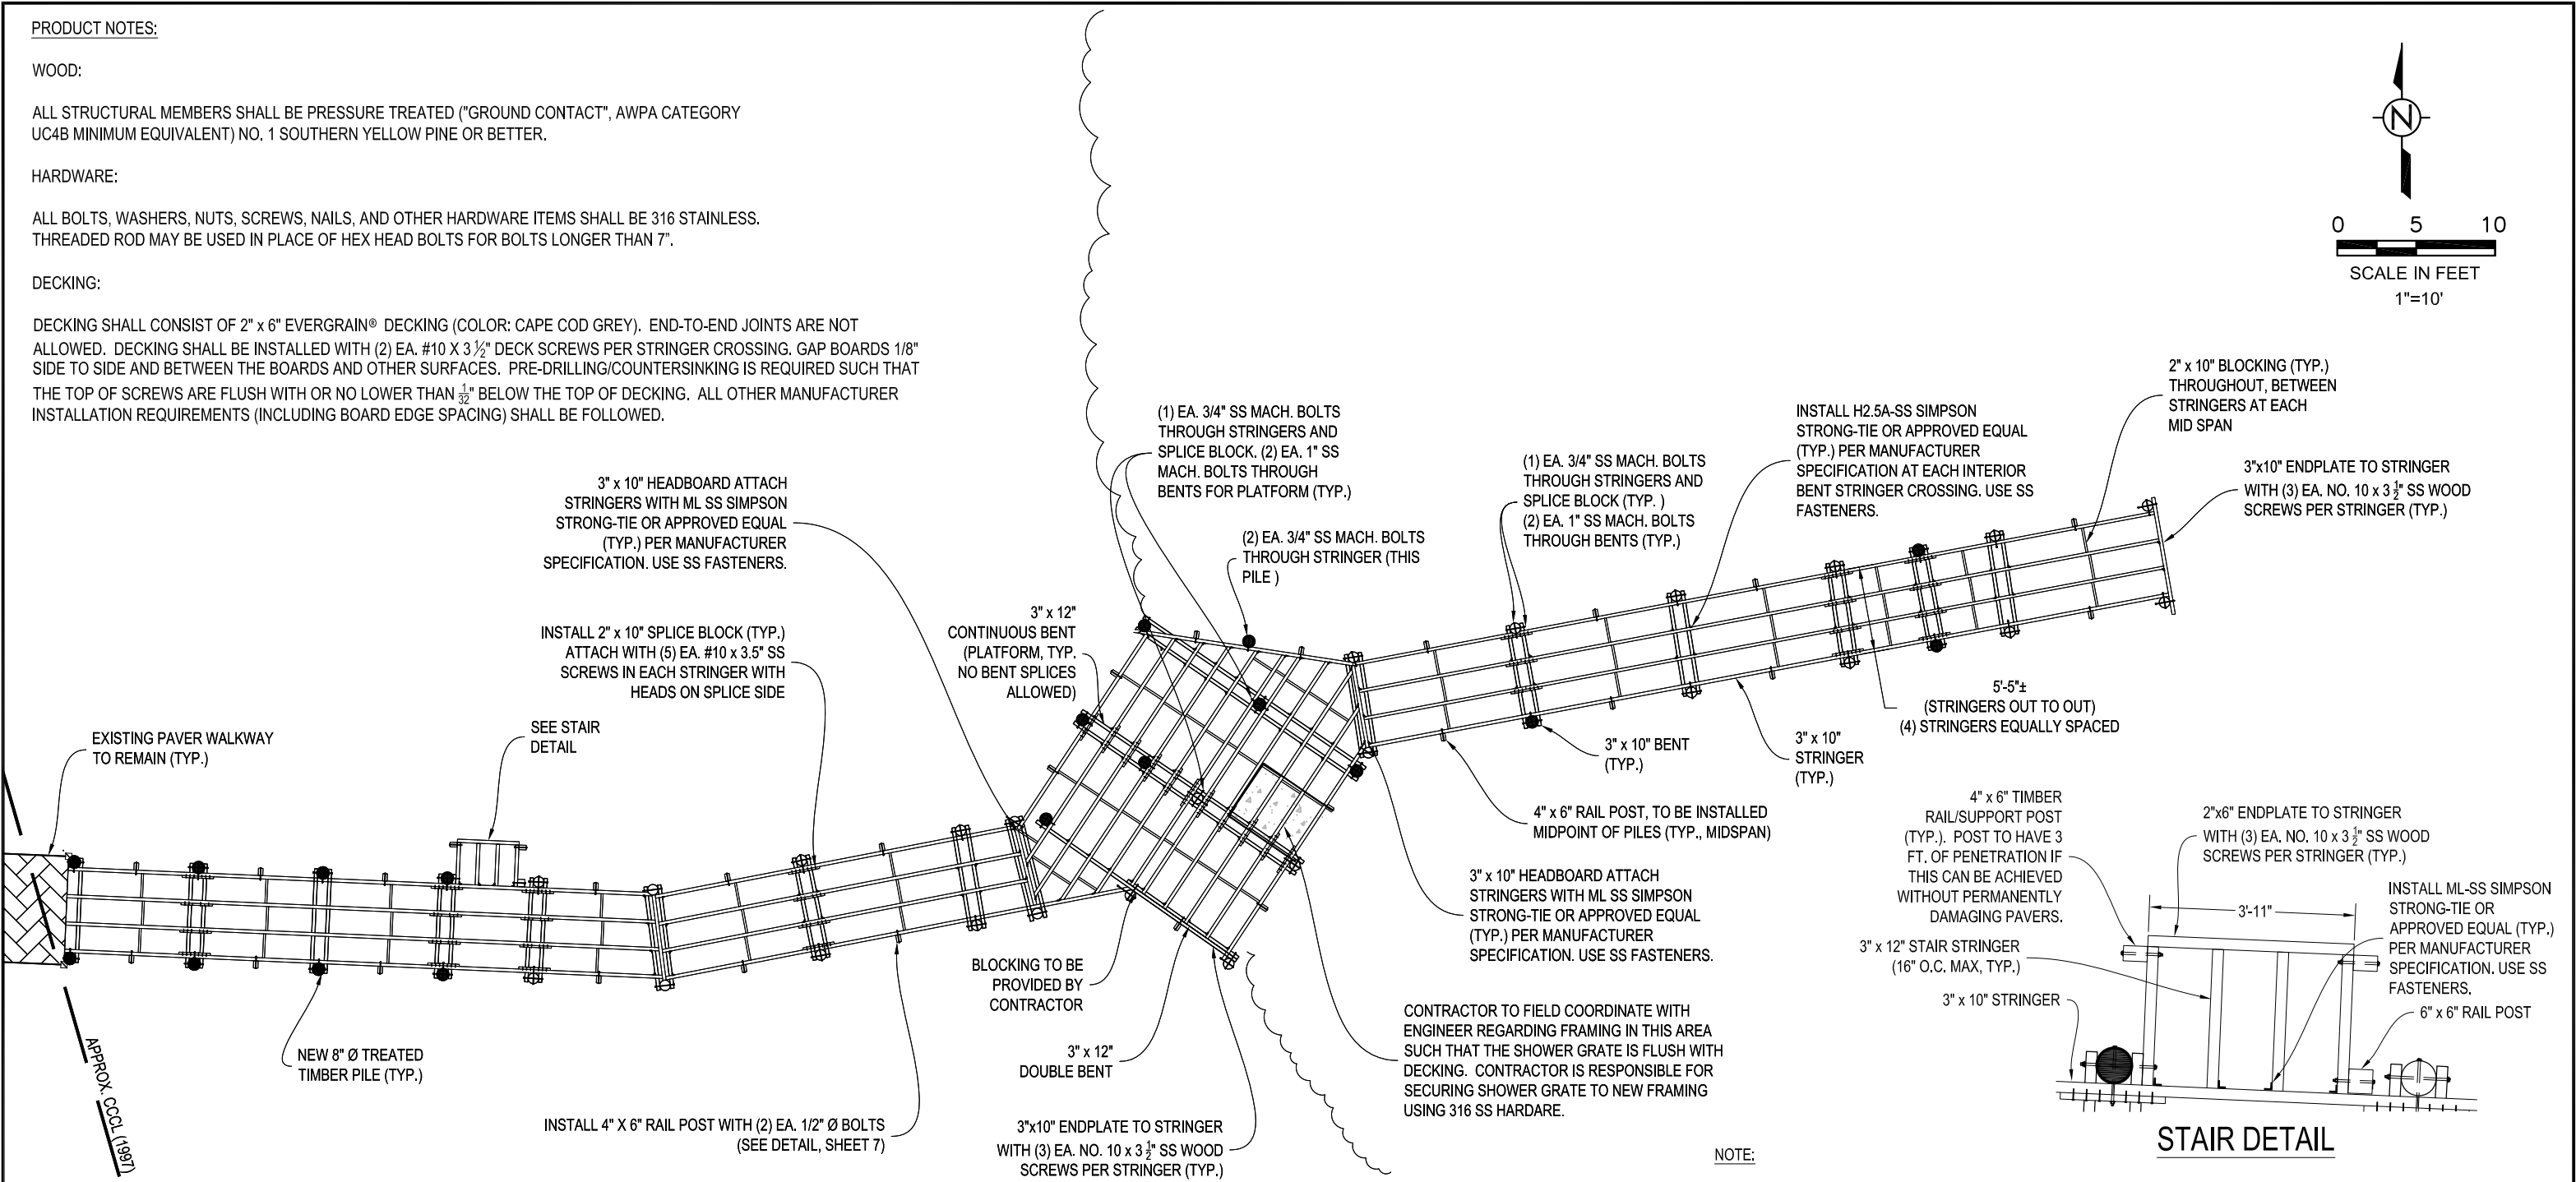 PRODUCT NOTES:
WOOD:
ALL STRUCTURAL MEMBERS SHALL BE PRESSURE TREATED ("GROUND CONTACT", AWPA CATEGORY
UC4B MINIMUM EQUIVALENT) NO. 1 SOUTHERN YELLOW PINE OR BETTER.
HARDWARE:
ALL BOLTS, WASHERS, NUTS, SCREWS, NAILS, AND OTHER HARDWARE ITEMS SHALL BE 316 STAINLESS.
THREADED ROD MAY BE USED IN PLACE OF HEX HEAD BOLTS FOR BOLTS LONGER THAN 7".
DECKING:
DECKING SHALL CONSIST OF 2" x 6" EVERGRAIN® DECKING (COLOR: CAPE COD GREY). END-TO-END JOINTS ARE NOT
ALLOWED. DECKING SHALL BE INSTALLED WITH (2) EA. #10 X 3 1/2" DECK SCREWS PER STRINGER CROSSING. GAP BOARDS 1/8"
SIDE TO SIDE AND BETWEEN THE BOARDS AND OTHER SURFACES. PRE-DRILLING/COUNTERSINKING IS REQUIRED SUCH THAT
THE TOP OF SCREWS ARE FLUSH WITH OR NO LOWER THAN 1/32" BELOW THE TOP OF DECKING. ALL OTHER MANUFACTURER
INSTALLATION REQUIREMENTS (INCLUDING BOARD EDGE SPACING) SHALL BE FOLLOWED.
N
0 5 10
SCALE IN FEET
1"=10'
3" x 10" HEADBOARD ATTACH
STRINGERS WITH ML SS SIMPSON
STRONG-TIE OR APPROVED EQUAL
(TYP.) PER MANUFACTURER
SPECIFICATION. USE SS FASTENERS.
INSTALL 2" x 10" SPLICE BLOCK (TYP.)
ATTACH WITH (5) EA. #10 x 3.5" SS
SCREWS IN EACH STRINGER WITH
HEADS ON SPLICE SIDE
SEE STAIR
DETAIL
EXISTING PAVER WALKWAY
TO REMAIN (TYP.)
3" x 12"
CONTINUOUS BENT
(PLATFORM, TYP.
NO BENT SPLICES
ALLOWED)
(1) EA. 3/4" SS MACH. BOLTS
THROUGH STRINGERS AND
SPLICE BLOCK. (2) EA. 1" SS
MACH. BOLTS THROUGH
BENTS FOR PLATFORM (TYP.)
(2) EA. 3/4" SS MACH. BOLTS
THROUGH STRINGER (THIS
PILE )
(1) EA. 3/4" SS MACH. BOLTS
THROUGH STRINGERS AND
SPLICE BLOCK (TYP. )
(2) EA. 1" SS MACH. BOLTS
THROUGH BENTS (TYP.)
INSTALL H2.5A-SS SIMPSON
STRONG-TIE OR APPROVED EQUAL
(TYP.) PER MANUFACTURER
SPECIFICATION AT EACH INTERIOR
BENT STRINGER CROSSING. USE SS
FASTENERS.
2" x 10" BLOCKING (TYP.)
THROUGHOUT, BETWEEN
STRINGERS AT EACH
MID SPAN
3"x10" ENDPLATE TO STRINGER
WITH (3) EA. NO. 10 x 3 1/2" SS WOOD
SCREWS PER STRINGER (TYP.)
5'-5"±
(STRINGERS OUT TO OUT)
(4) STRINGERS EQUALLY SPACED
3" x 10"
STRINGER
(TYP.)
3" x 10" BENT
(TYP.)
4" x 6" RAIL POST, TO BE INSTALLED
MIDPOINT OF PILES (TYP., MIDSPAN)
3" x 10" HEADBOARD ATTACH
STRINGERS WITH ML SS SIMPSON
STRONG-TIE OR APPROVED EQUAL
(TYP.) PER MANUFACTURER
SPECIFICATION. USE SS FASTENERS.
CONTRACTOR TO FIELD COORDINATE WITH
ENGINEER REGARDING FRAMING IN THIS AREA
SUCH THAT THE SHOWER GRATE IS FLUSH WITH
DECKING. CONTRACTOR IS RESPONSIBLE FOR
SECURING SHOWER GRATE TO NEW FRAMING
USING 316 SS HARDARE.
BLOCKING TO BE
PROVIDED BY
CONTRACTOR
3" x 12"
DOUBLE BENT
3"x10" ENDPLATE TO STRINGER
WITH (3) EA. NO. 10 x 3 1/2" SS WOOD
SCREWS PER STRINGER (TYP.)
INSTALL 4" X 6" RAIL POST WITH (2) EA. 1/2" Ø BOLTS
(SEE DETAIL, SHEET 7)
NEW 8" Ø TREATED
TIMBER PILE (TYP.)
APPROX. CCCL (1997)
NOTE:
4" x 6" TIMBER
RAIL/SUPPORT POST
(TYP.). POST TO HAVE 3
FT. OF PENETRATION IF
THIS CAN BE ACHIEVED
WITHOUT PERMANENTLY
DAMAGING PAVERS.
3" x 12" STAIR STRINGER
(16" O.C. MAX, TYP.)
3" x 10" STRINGER
2"x6" ENDPLATE TO STRINGER
WITH (3) EA. NO. 10 x 3 1/2" SS WOOD
SCREWS PER STRINGER (TYP.)
3'-11"
INSTALL ML-SS SIMPSON
STRONG-TIE OR
APPROVED EQUAL (TYP.)
PER MANUFACTURER
SPECIFICATION. USE SS
FASTENERS.
6" x 6" RAIL POST
STAIR DETAIL